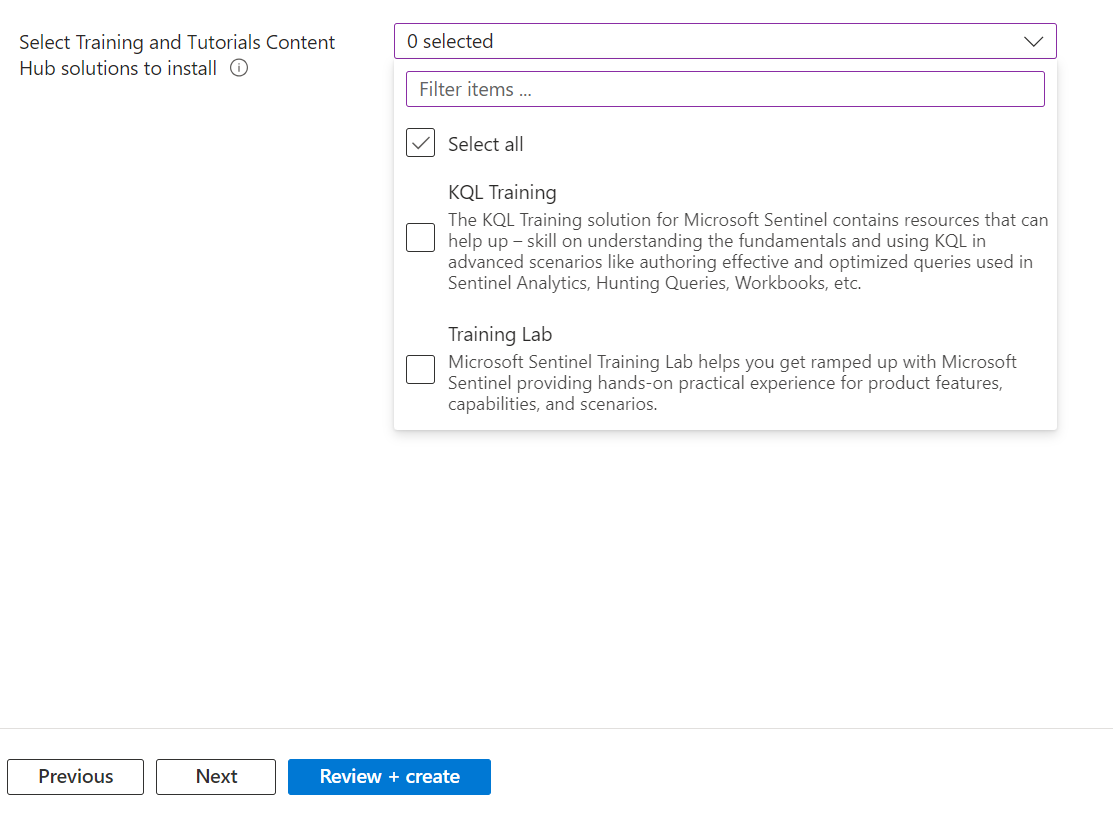 Select Training and Tutorials Content
Hub solutions to install
0 selected
Filter items ...
Select all
KQL Training
The KQL Training solution for Microsoft Sentinel contains resources that can
help up – skill on understanding the fundamentals and using KQL in
advanced scenarios like authoring effective and optimized queries used in
Sentinel Analytics, Hunting Queries, Workbooks, etc.
Training Lab
Microsoft Sentinel Training Lab helps you get ramped up with Microsoft
Sentinel providing hands-on practical experience for product features,
capabilities, and scenarios.
Previous
Next
Review + create